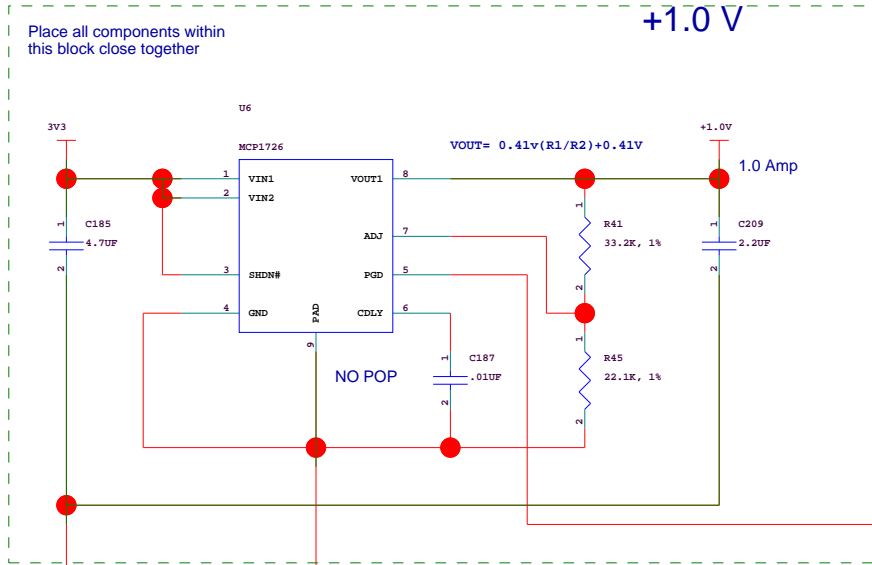 +1.0 V
Place all components within
this block close together
U6
3V3
MCP1726
VOUT= 0.41v(R1/R2)+0.41V
+1.0V
1.0 Amp
1
VIN1
VOUT1
8
2
VIN2
1
C185
4.7UF
2
ADJ
7
1
R41
33.2K, 1%
2
1
C209
2.2UF
2
3
SHDN#
PGD
5
4
GND
PAD
CDLY
6
9
NO POP
1
C187
.01UF
2
1
R45
22.1K, 1%
2